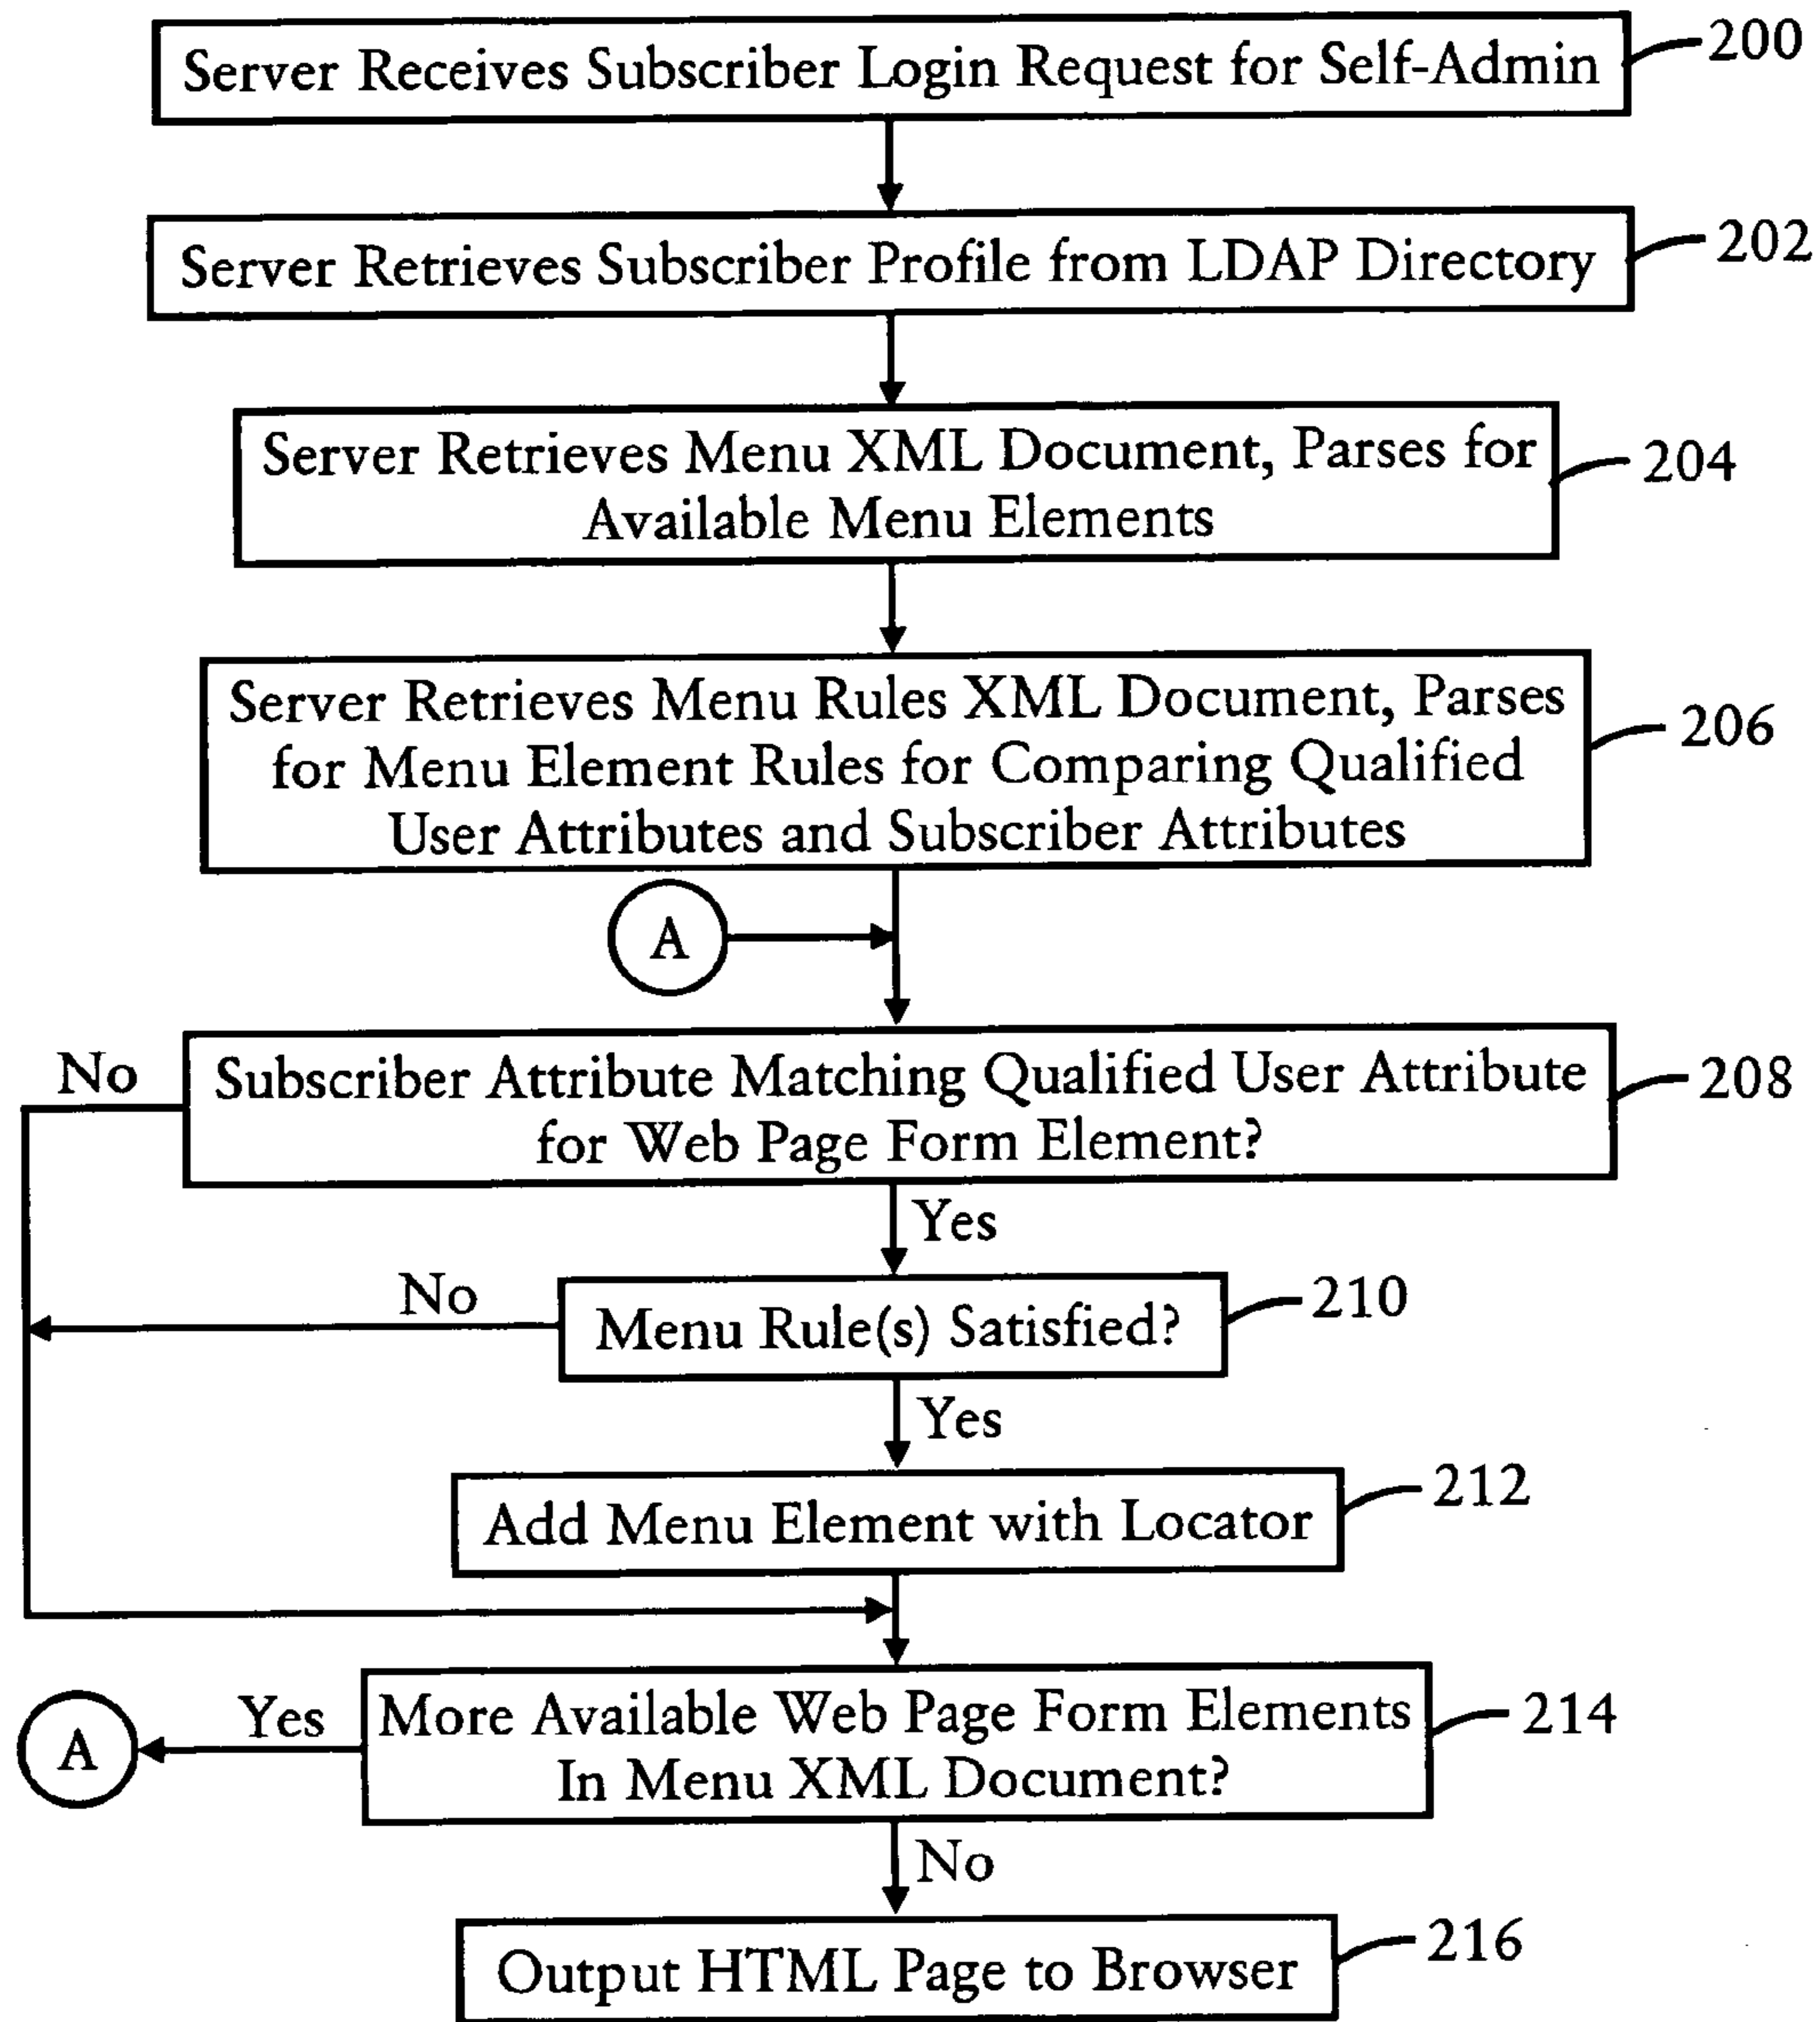 Server Receives Subscriber Login Request for Self-Admin
200
Server Retrieves Subscriber Profile from LDAP Directory
202
Server Retrieves Menu XML Document, Parses for
Available Menu Elements
204
Server Retrieves Menu Rules XML Document, Parses
for Menu Element Rules for Comparing Qualified
User Attributes and Subscriber Attributes
206
A
No
Subscriber Attribute Matching Qualified User Attribute
for Web Page Form Element?
208
Yes
No
Menu Rule(s) Satisfied?
210
Yes
Add Menu Element with Locator
212
A
Yes
More Available Web Page Form Elements
In Menu XML Document?
214
No
Output HTML Page to Browser
216